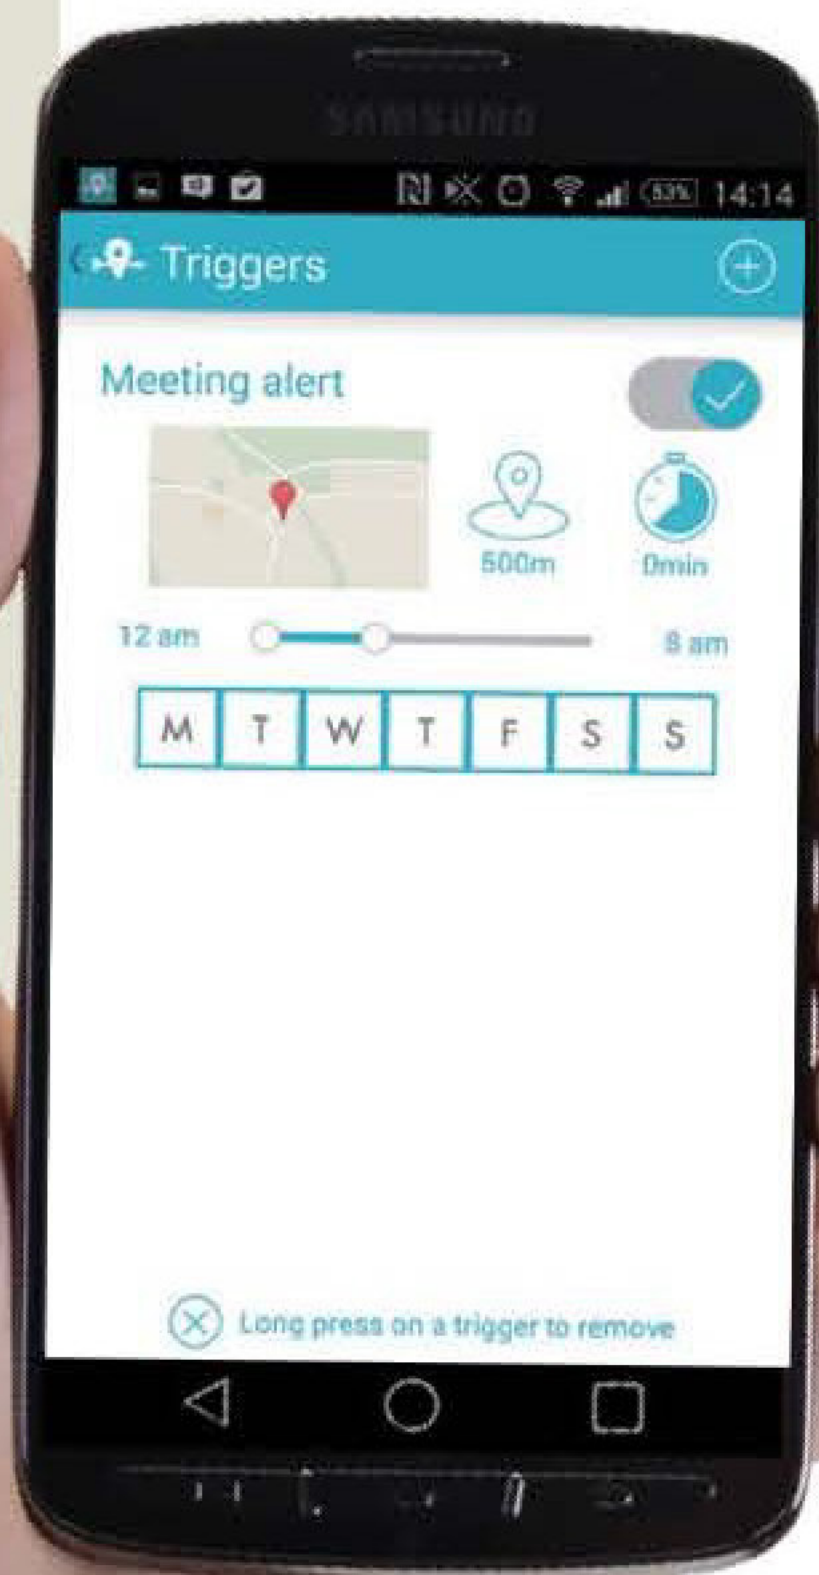 SAMSUNG
53% 14:14
Triggers
Meeting alert
500m 0min
12 am 8 am
M T W T F S S
Long press on a trigger to remove